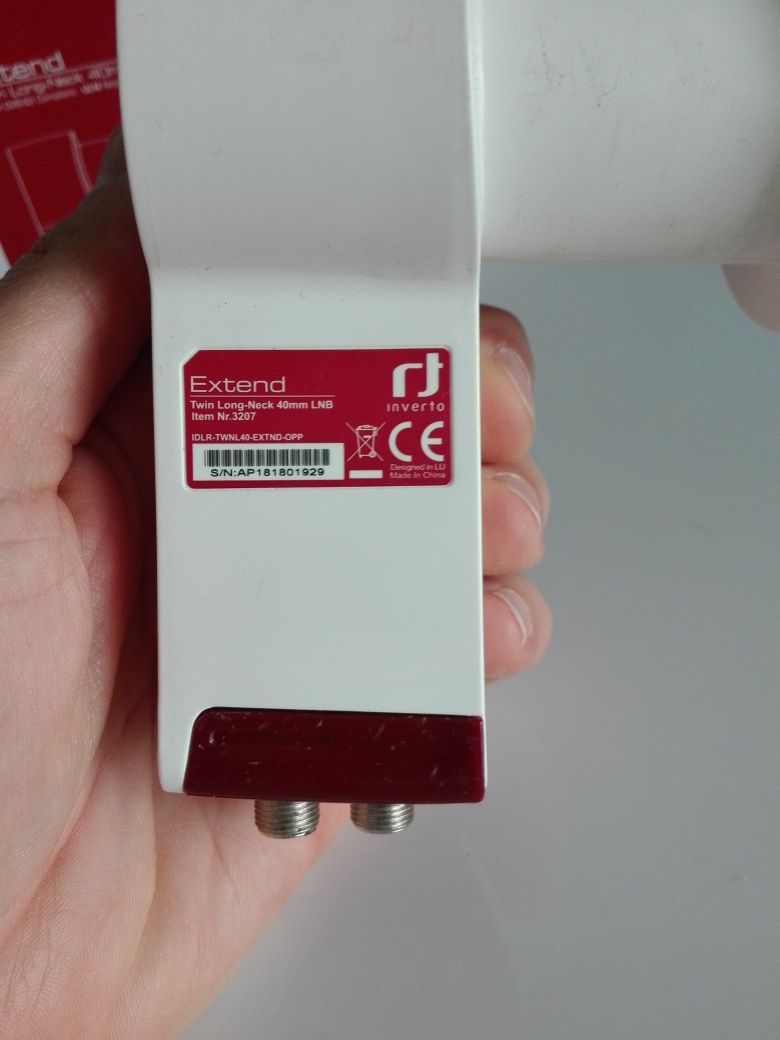 tend
Extend
Twin Long-Neck 40mm LNB
Item Nr.3207
IDLR-TWNL40-EXTND-OPP
S/N:AP181801929
inverto
CE
Designed in LU
Made in China